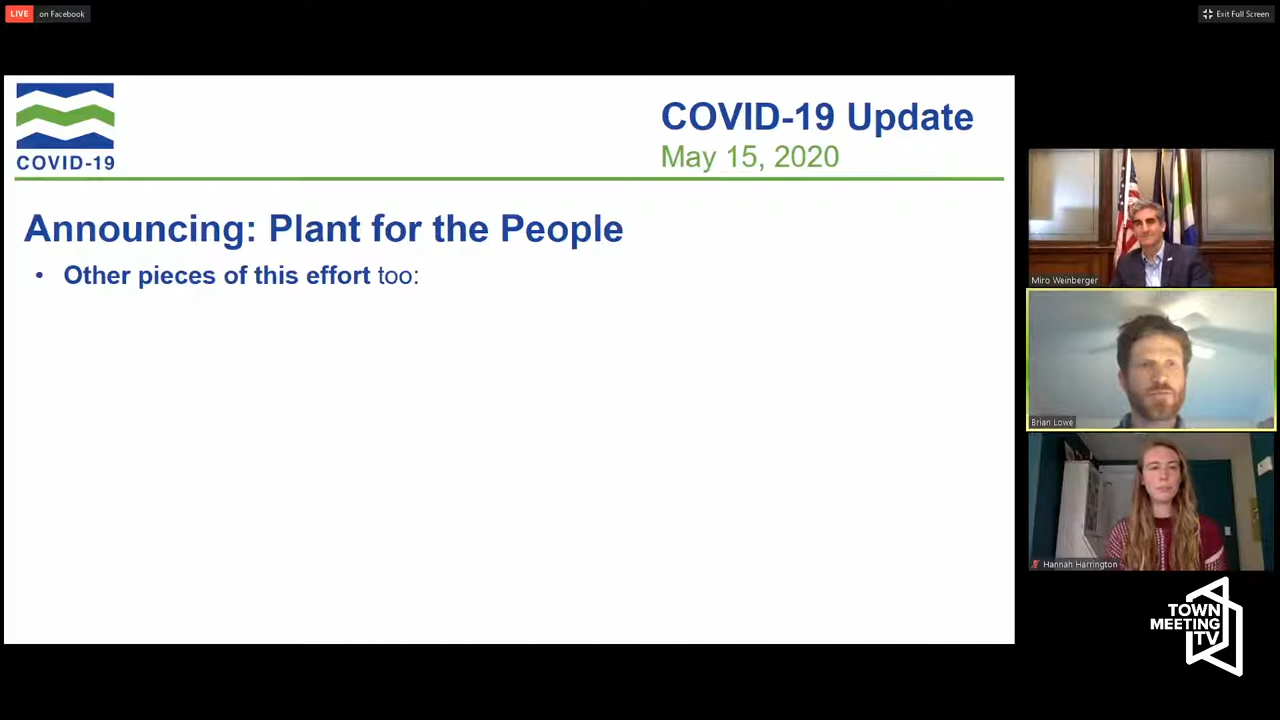 LIVE on Facebook
Exit Full Screen
COVID-19
COVID-19 Update
May 15, 2020
Announcing: Plant for the People
• Other pieces of this effort too:
Miro Weinberger
Brian Lowe
Hannah Harrington
TOWN
MEETING
TV